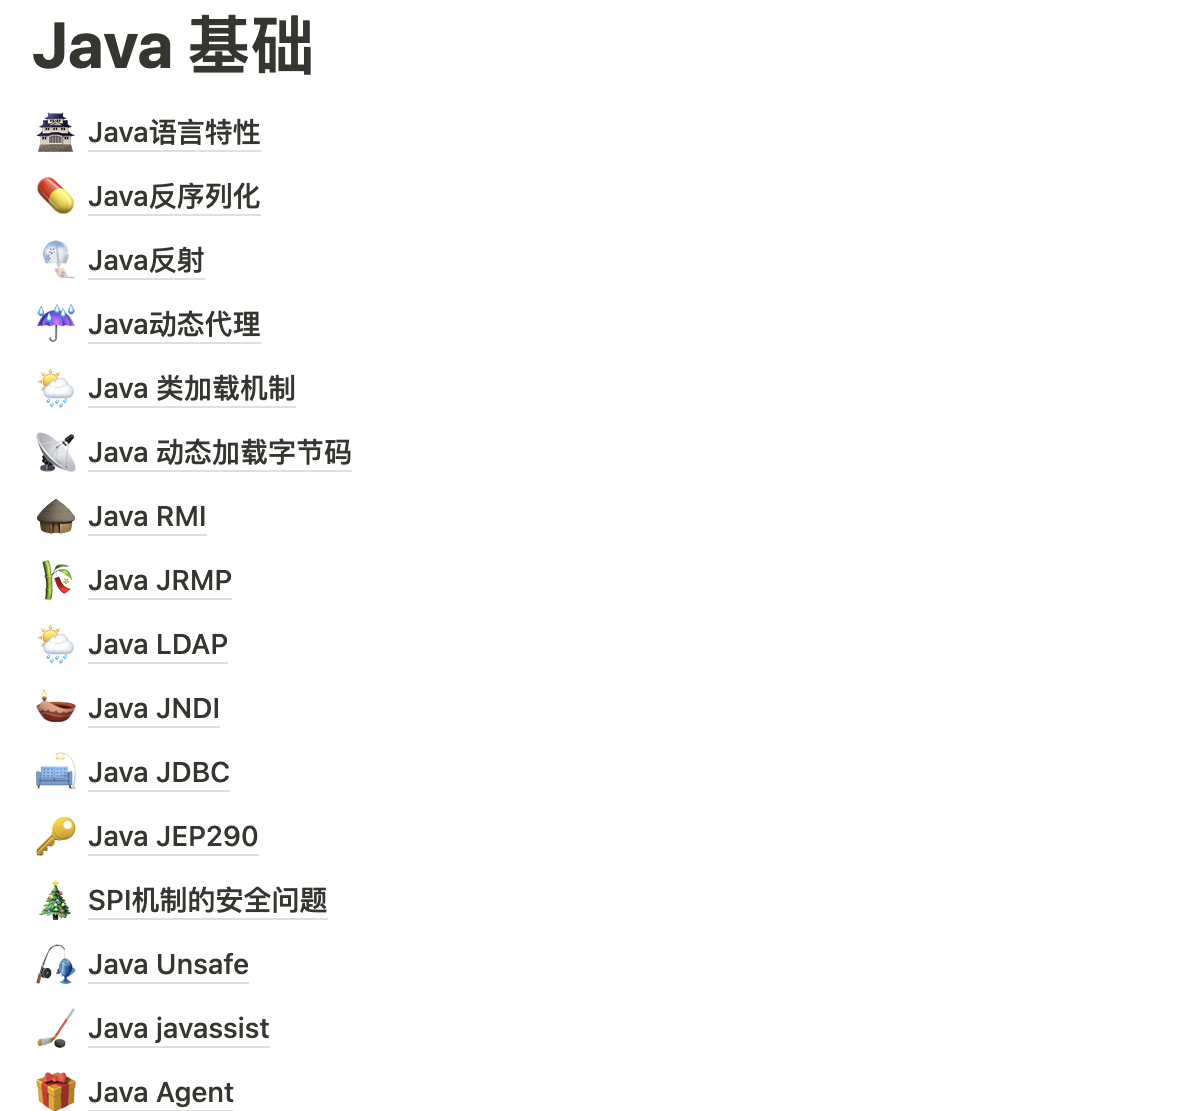 Java 基础
Java语言特性
Java反序列化
Java反射
Java动态代理
Java 类加载机制
Java 动态加载字节码
Java RMI
Java JRMP
Java LDAP
Java JNDI
Java JDBC
Java JEP290
SPI机制的安全问题
Java Unsafe
Java javassist
Java Agent